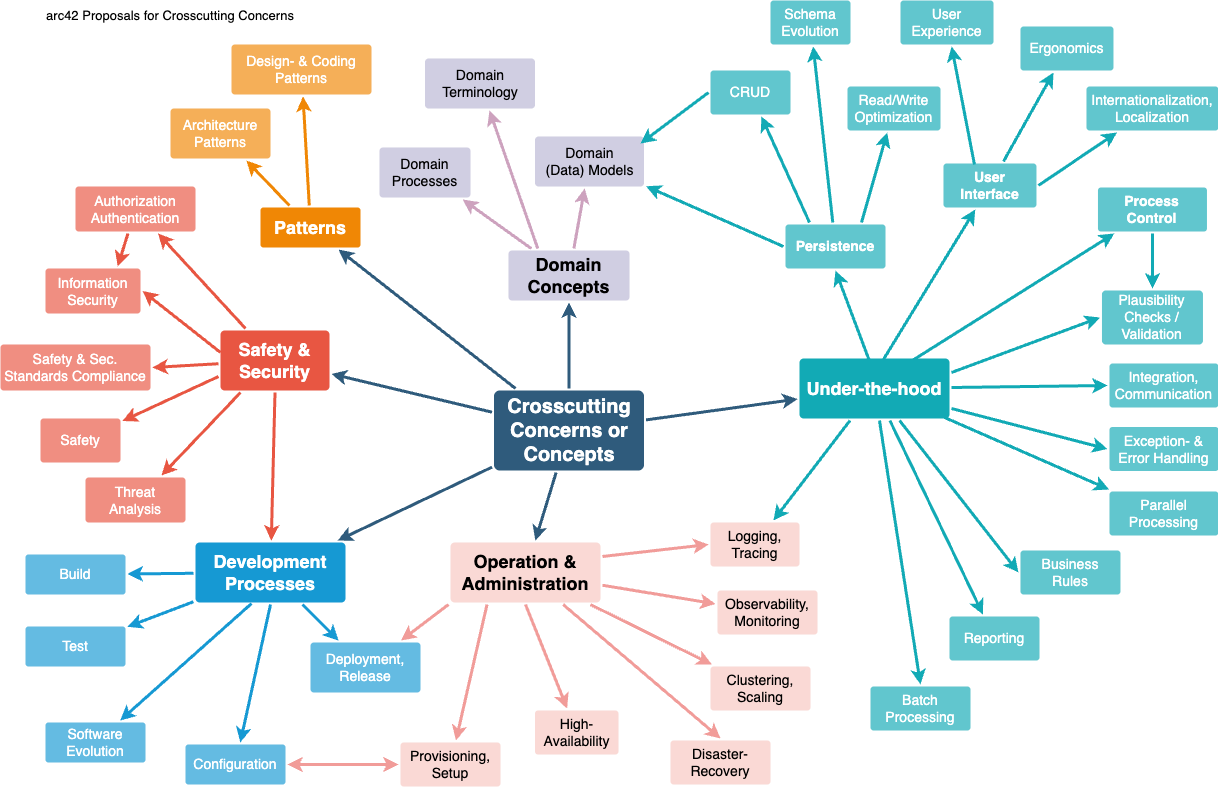 arc42 Proposals for Crosscutting Concerns
Design- & Coding
Patterns
Architecture
Patterns
Patterns
Domain
Terminology
Domain
Processes
Domain
(Data) Models
Domain
Concepts
Schema
Evolution
CRUD
Read/Write
Optimization
Persistence
User
Experience
Ergonomics
Internationalization,
Localization
User
Interface
Process
Control
Plausibility
Checks /
Validation
Under-the-hood
Integration,
Communication
Exception- &
Error Handling
Parallel
Processing
Business
Rules
Reporting
Batch
Processing
Logging,
Tracing
Authorization
Authentication
Information
Security
Safety & Sec.
Standards Compliance
Safety
Threat
Analysis
Safety &
Security
Crosscutting
Concerns or
Concepts
Development
Processes
Build
Test
Software
Evolution
Configuration
Deployment,
Release
Operation &
Administration
Observability,
Monitoring
Clustering,
Scaling
Disaster-
Recovery
High-
Availability
Provisioning,
Setup